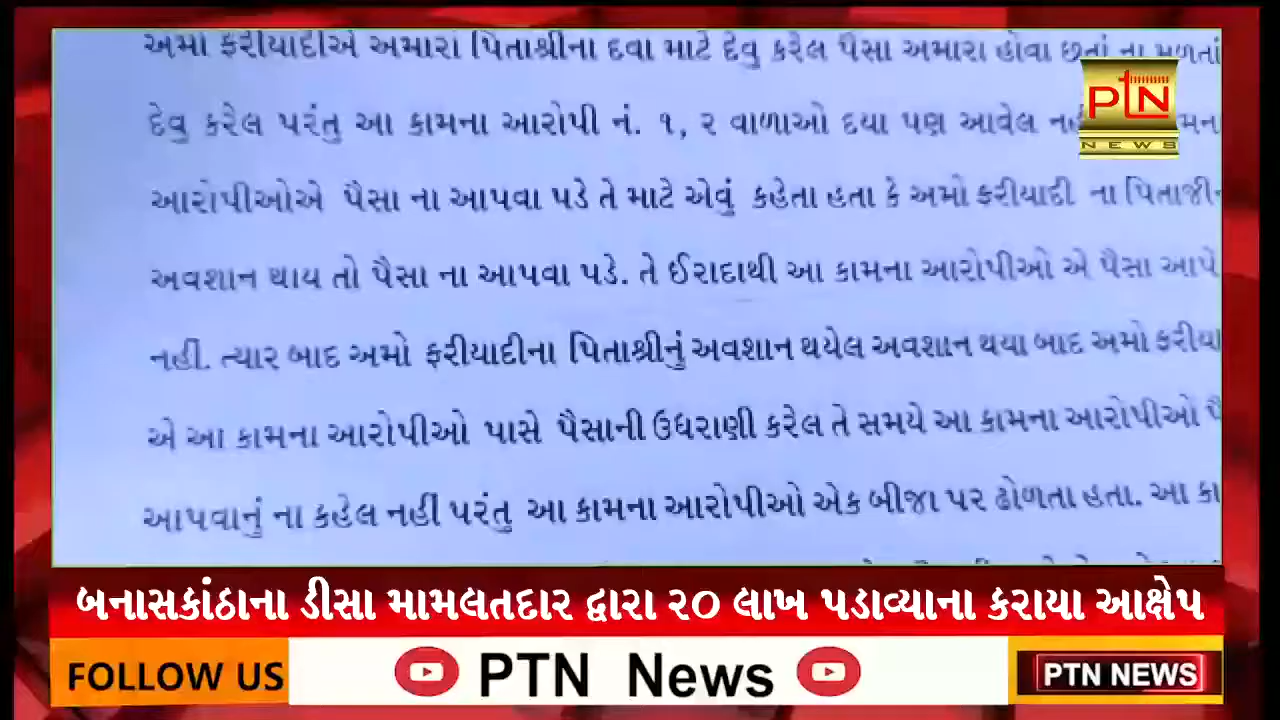 અમો ફરીયાદીએ અમારા પિતાશ્રીના દવા માટે દેવુ કરેલ પૈસા અમારા હોવા છતાં ના મળતાં
દેવુ કરેલ પરંતુ આ કામના આરોપી નં. ૧, ૨ વાળાઓ દયા પણ આવેલ
આરોપીઓએ પૈસા ના આપવા પડે તે માટે એવું કહેતા હતા કે અમો ફરીયાદી ના
અવશાન થાય તો પૈસા ના આપવા પડે. તે ઈરાદાથી આ કામના આરોપીઓ એ પૈસા આપે
નહીં. ત્યાર બાદ અમો ફરીયાદીના પિતાશ્રીનું અવશાન થયેલ અવશાન થયા બાદ અમો
એ આ કામના આરોપીઓ પાસે પૈસાની ઉધરાણી કરેલ તે સમયે આ કામના આરોપીઓ
આપવાનું ના કહેલ નહીં પરંતુ આ કામના આરોપીઓ એક બીજા પર ઢોળતા હતા. આ
PTN
NEWS
બનાસકાંઠાના ડીસા મામલતદાર દ્વારા ૨૦ લાખ પડાવ્યાના કરાયા આક્ષેપ
FOLLOW US PTN News PTN NEWS